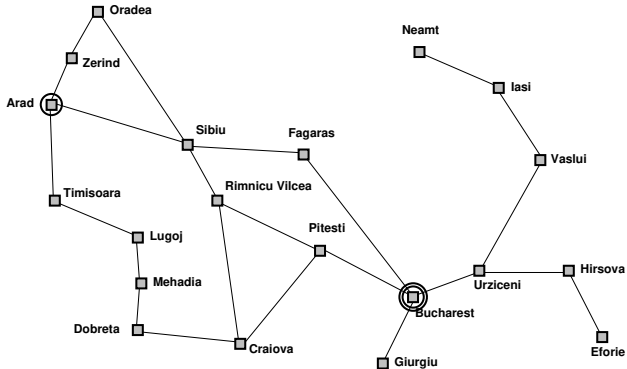 Oradea
Neamt
Zerind
Iasi
Arad
Sibiu
Fagaras
Vaslui
Rimnicu Vilcea
Timisoara
Pitesti
Lugoj
Hirsova
Mehadia
Urziceni
Bucharest
Dobreta
Craiova
Eforie
Giurgiu